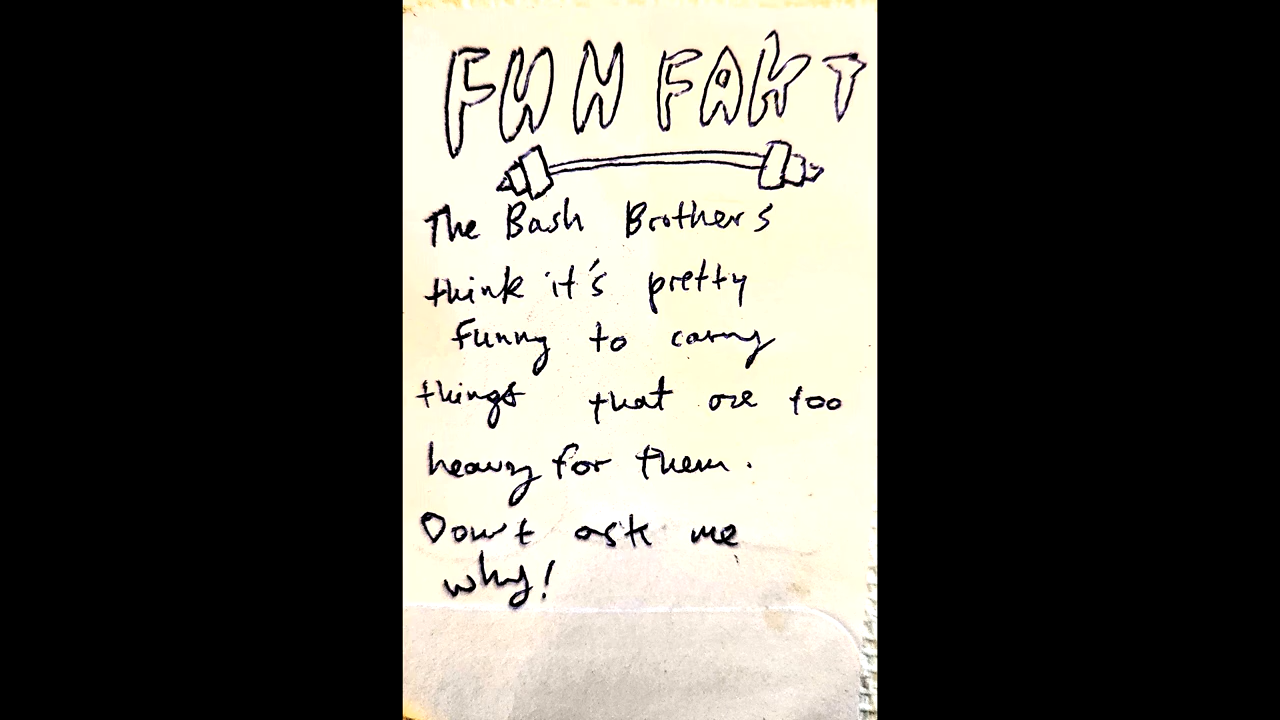 FUN FAKT
The Bash Brothers
think it's pretty
funny to carry
things that are too
heavy for them.
Don't ask me
why!